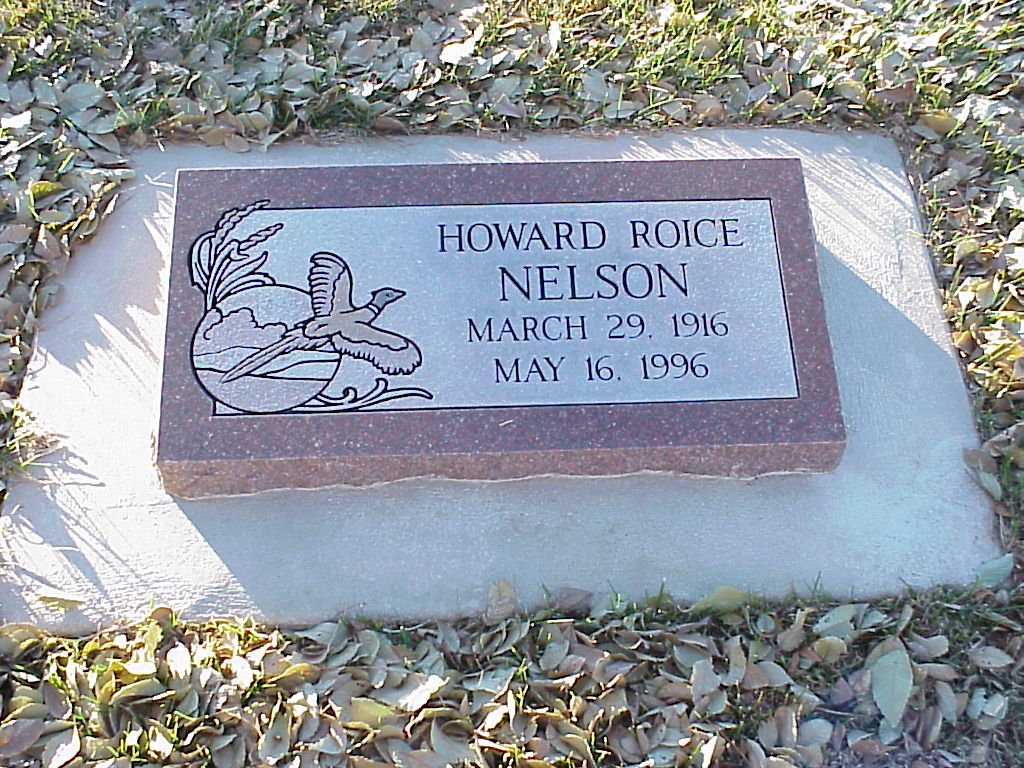 HOWARD ROICE
NELSON
MARCH 29, 1916
MAY 16, 1996